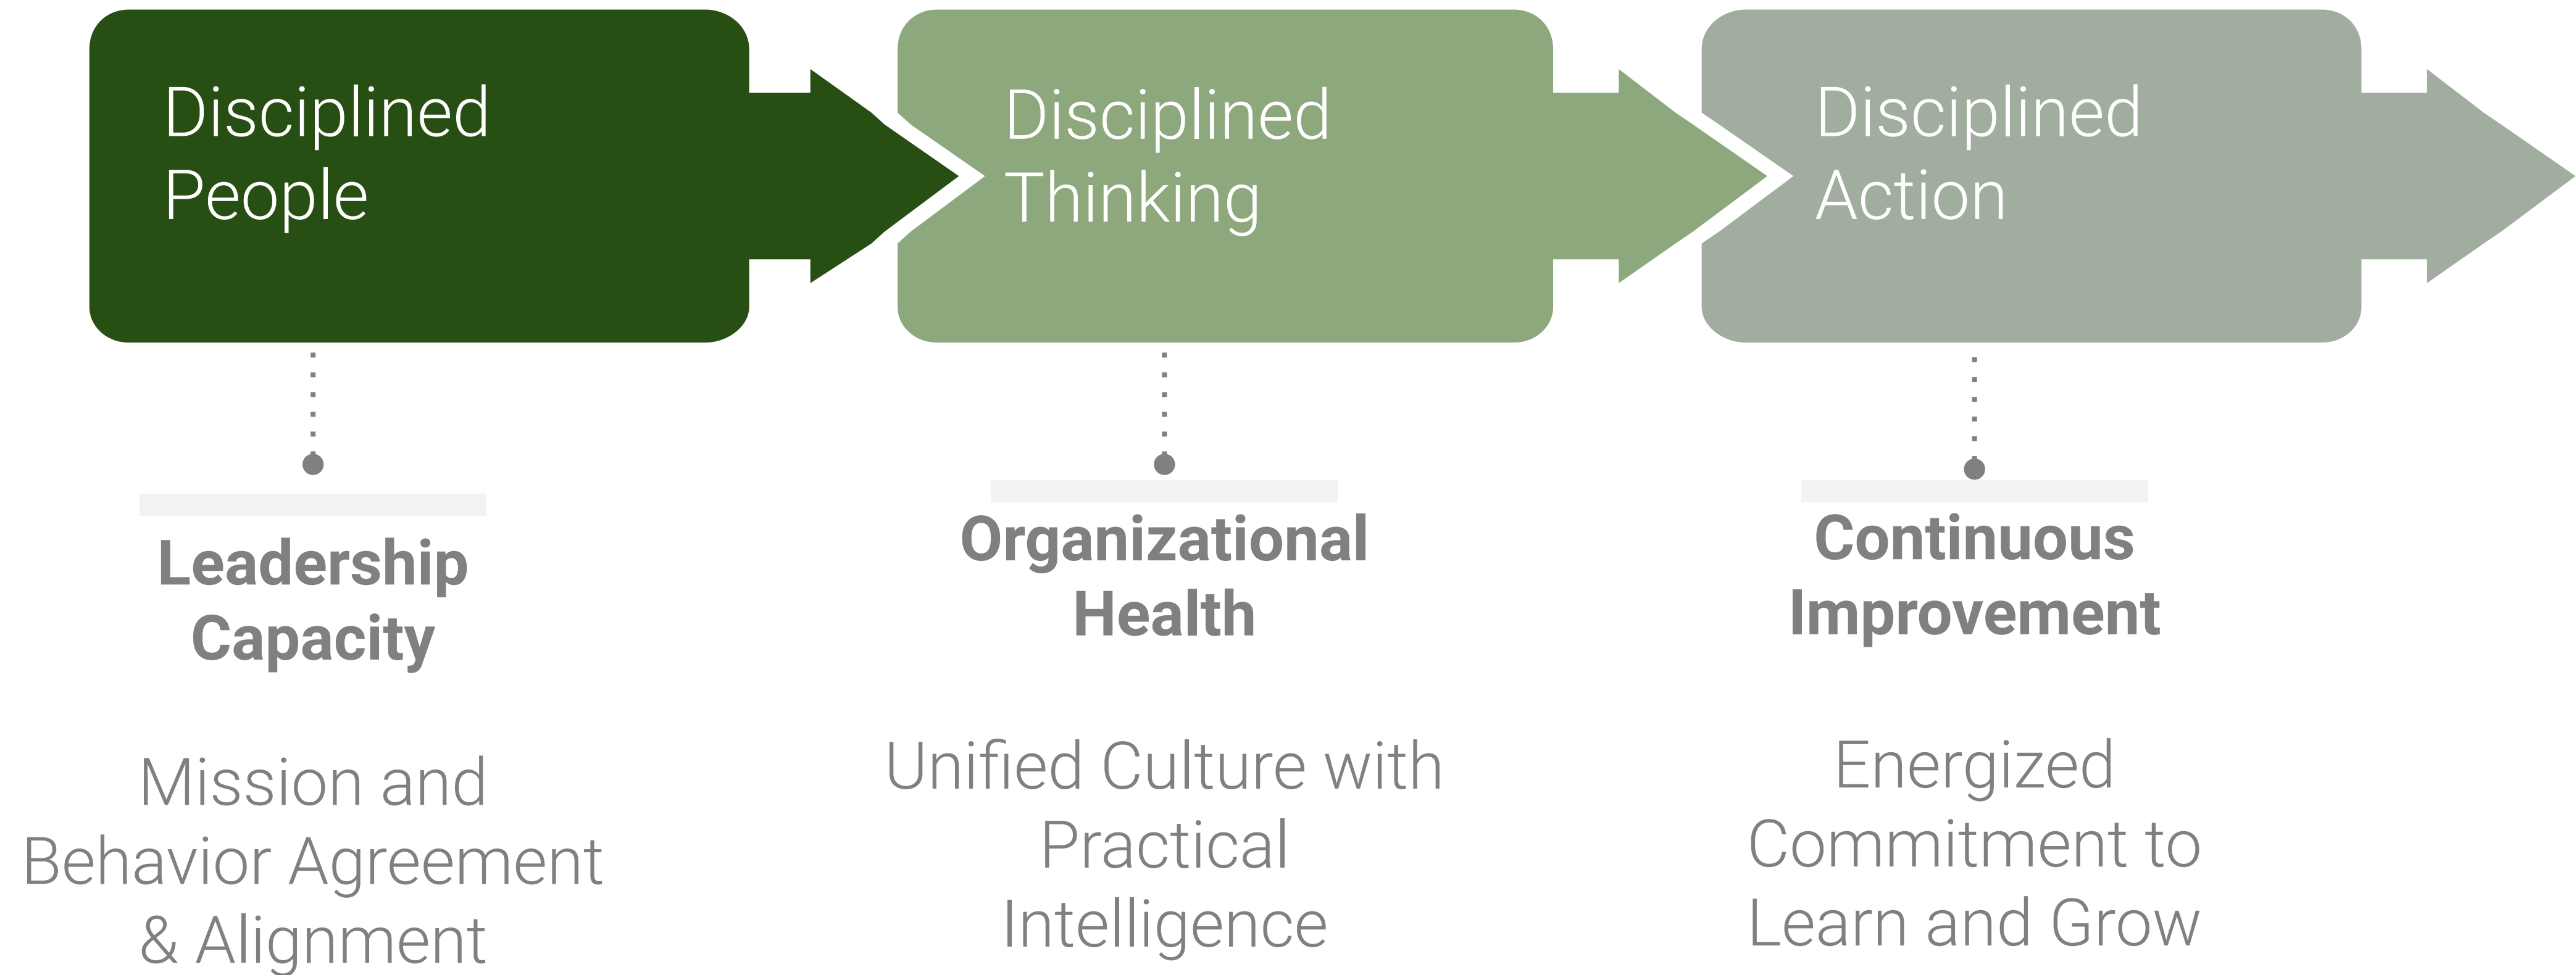 Disciplined
People
Disciplined
Thinking
Disciplined
Action
Leadership
Capacity
Mission and
Behavior Agreement
& Alignment
Organizational
Health
Unified Culture with
Practical
Intelligence
Continuous
Improvement
Energized
Commitment to
Learn and Grow